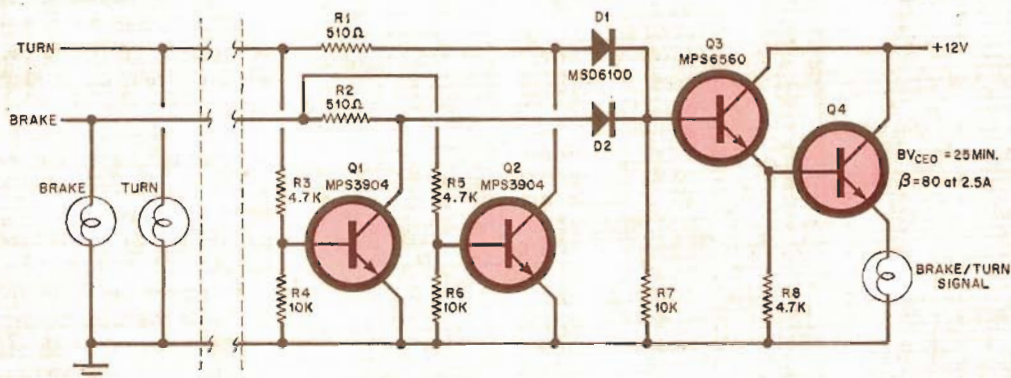 TURN
R1
510Ω
D1
MSD6100
Q3
MPS6560
+12V
R2
510Ω
BRAKE
D2
Q4
BVCEO = 25 MIN.
β = 80 at 2.5A
BRAKE
TURN
R3
4.7K
Q1
MPS3904
R5
4.7K
Q2
MPS3904
R4
10K
R6
10K
R7
10K
R8
4.7K
BRAKE/TURN
SIGNAL